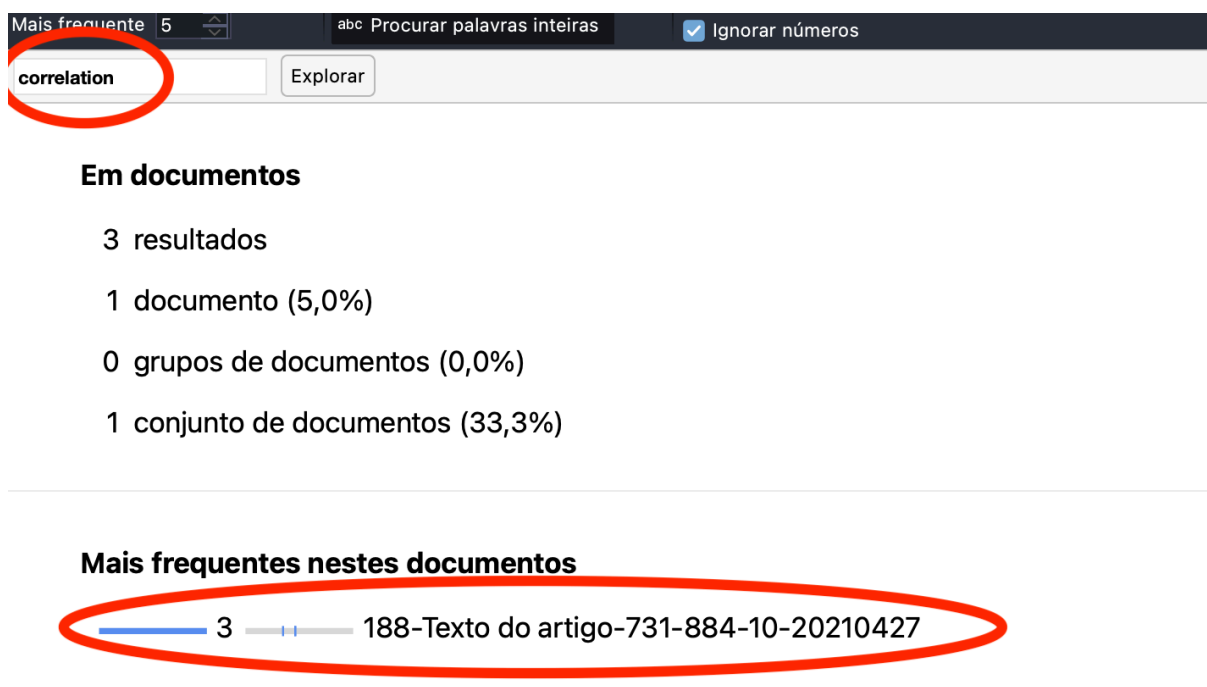 Mais frequente 5 abc Procurar palavras inteiras Ignorar números
correlation Explorar
Em documentos
3 resultados
1 documento (5,0%)
0 grupos de documentos (0,0%)
1 conjunto de documentos (33,3%)
Mais frequentes nestes documentos
3 188-Texto do artigo-731-884-10-20210427